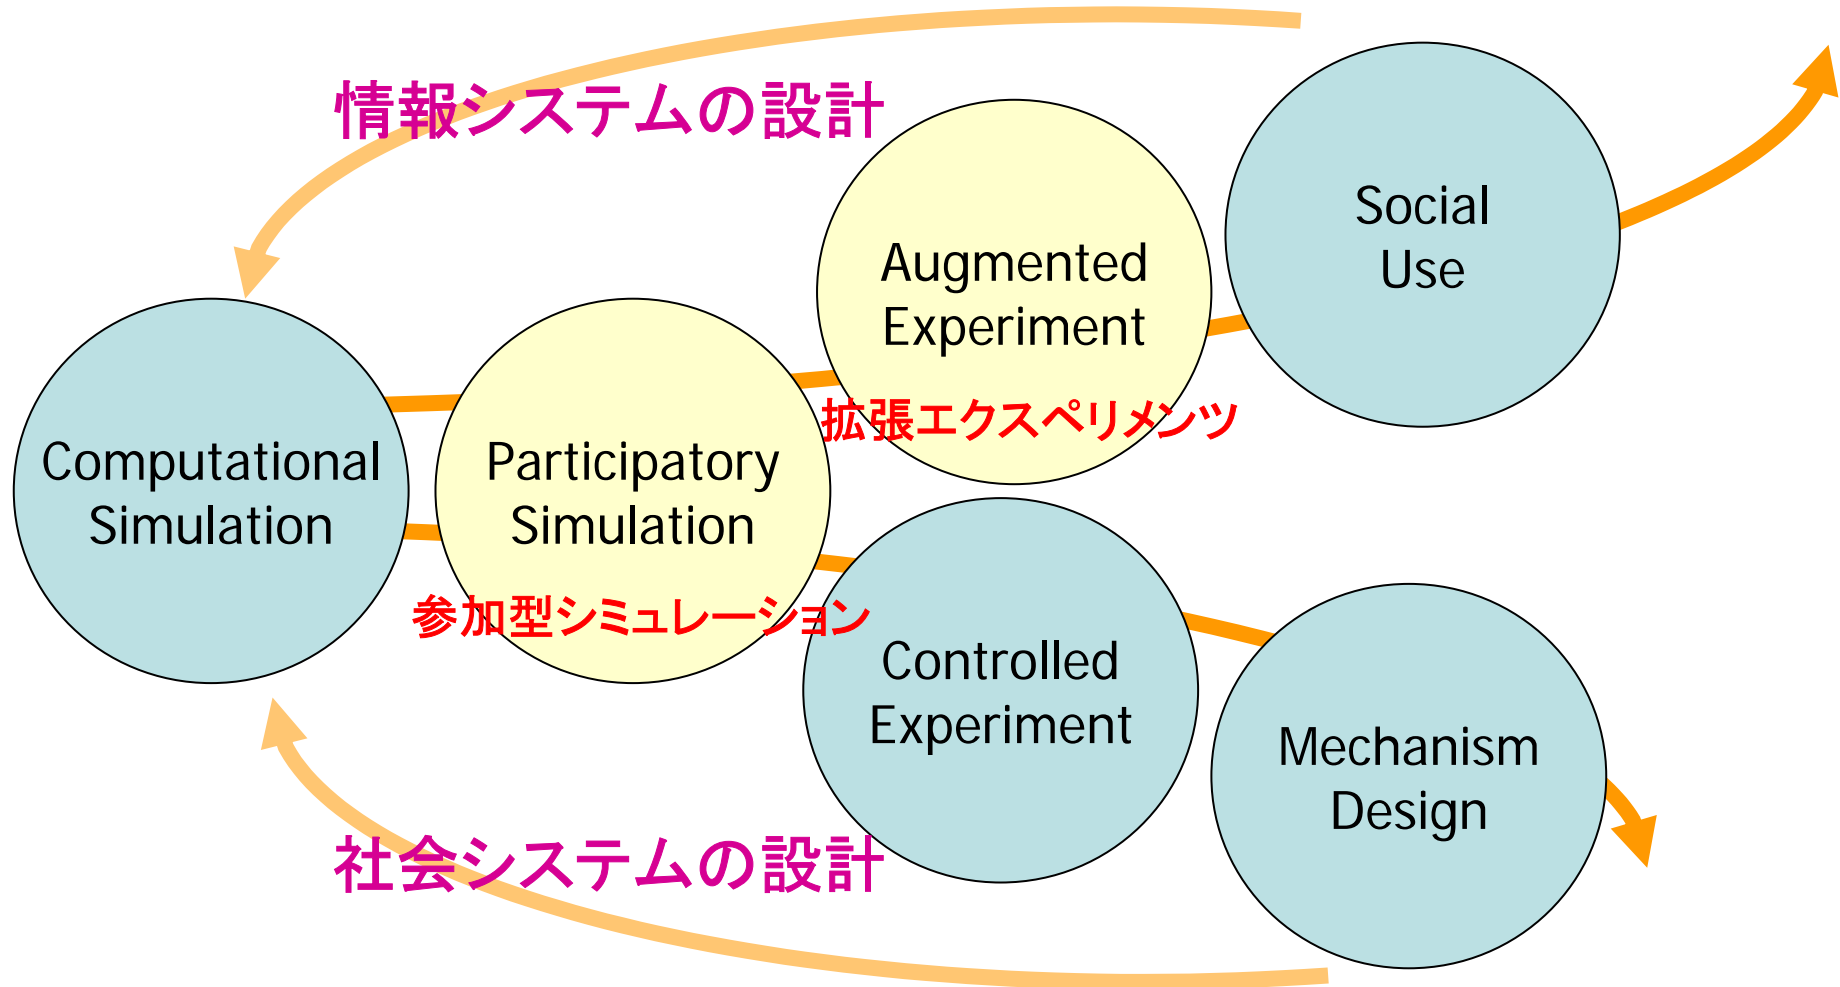 情報システムの設計
Social
Use
Augmented
Experiment
拡張エクスペリメンツ
Computational
Simulation
Participatory
Simulation
参加型シミュレーション
Controlled
Experiment
Mechanism
Design
社会システムの設計